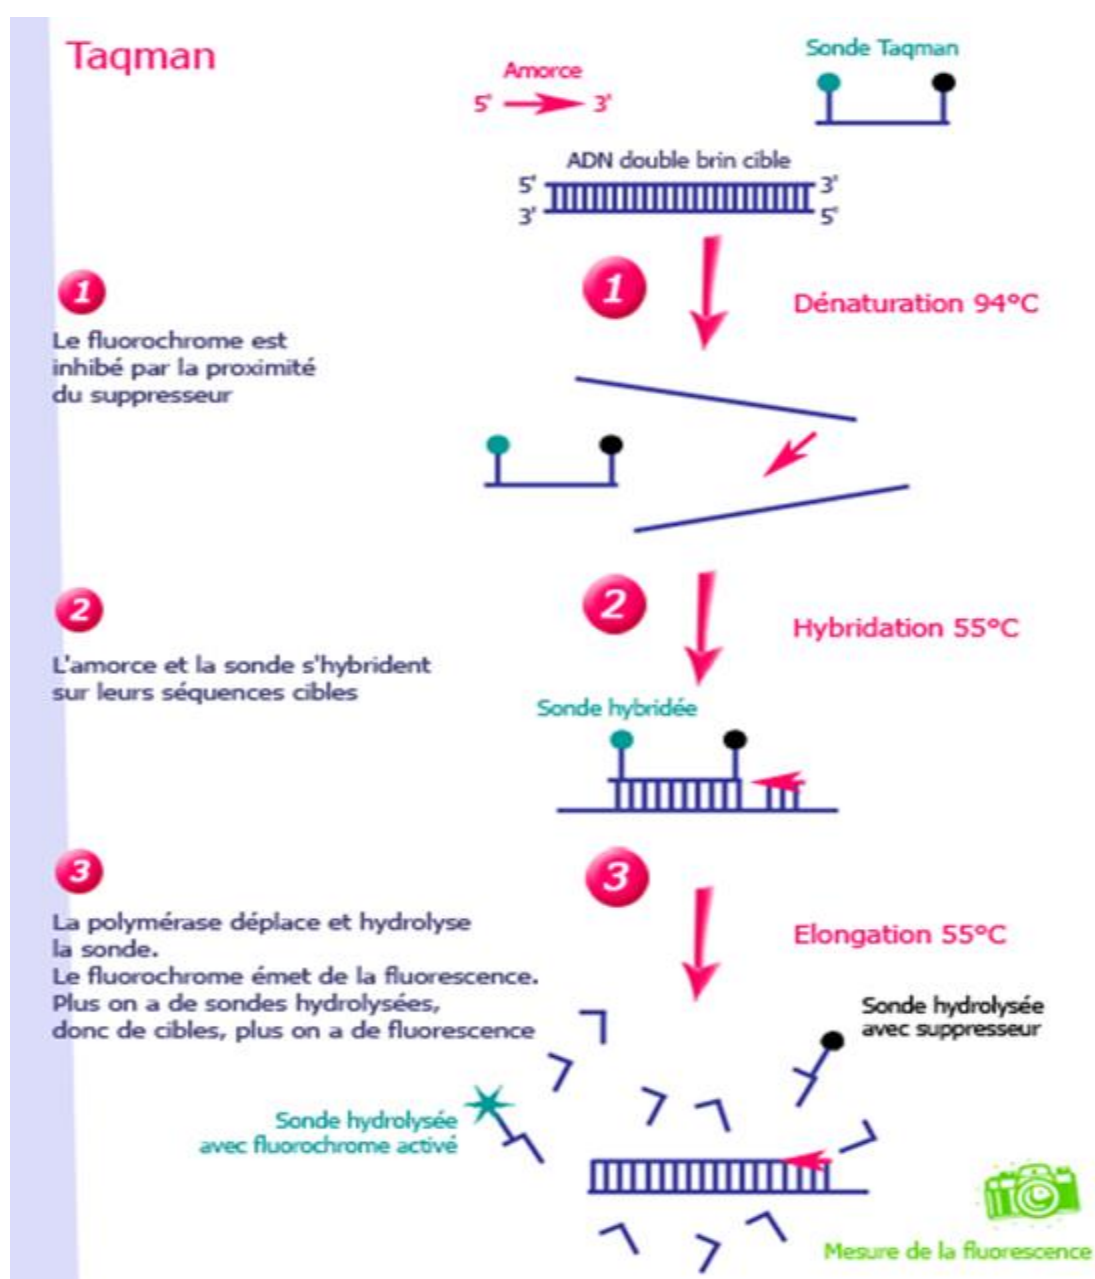 Taqman
Sonde Taqman
Amorce
5' 3'
ADN double brin cible
5' 3'
3' 5'
1
Le fluorochrome est
inhibé par la proximité
du suppresseur
1
Dénaturation 94°C
2
L'amorce et la sonde s'hybrident
sur leurs séquences cibles
2
Hybridation 55°C
Sonde hybridée
3
La polymérase déplace et hydrolyse
la sonde.
Le fluorochrome émet de la fluorescence.
Plus on a de sondes hydrolysées,
donc de cibles, plus on a de fluorescence
3
Elongation 55°C
Sonde hydrolysée
avec suppresseur
Sonde hydrolysée
avec fluorochrome activé
Mesure de la fluorescence